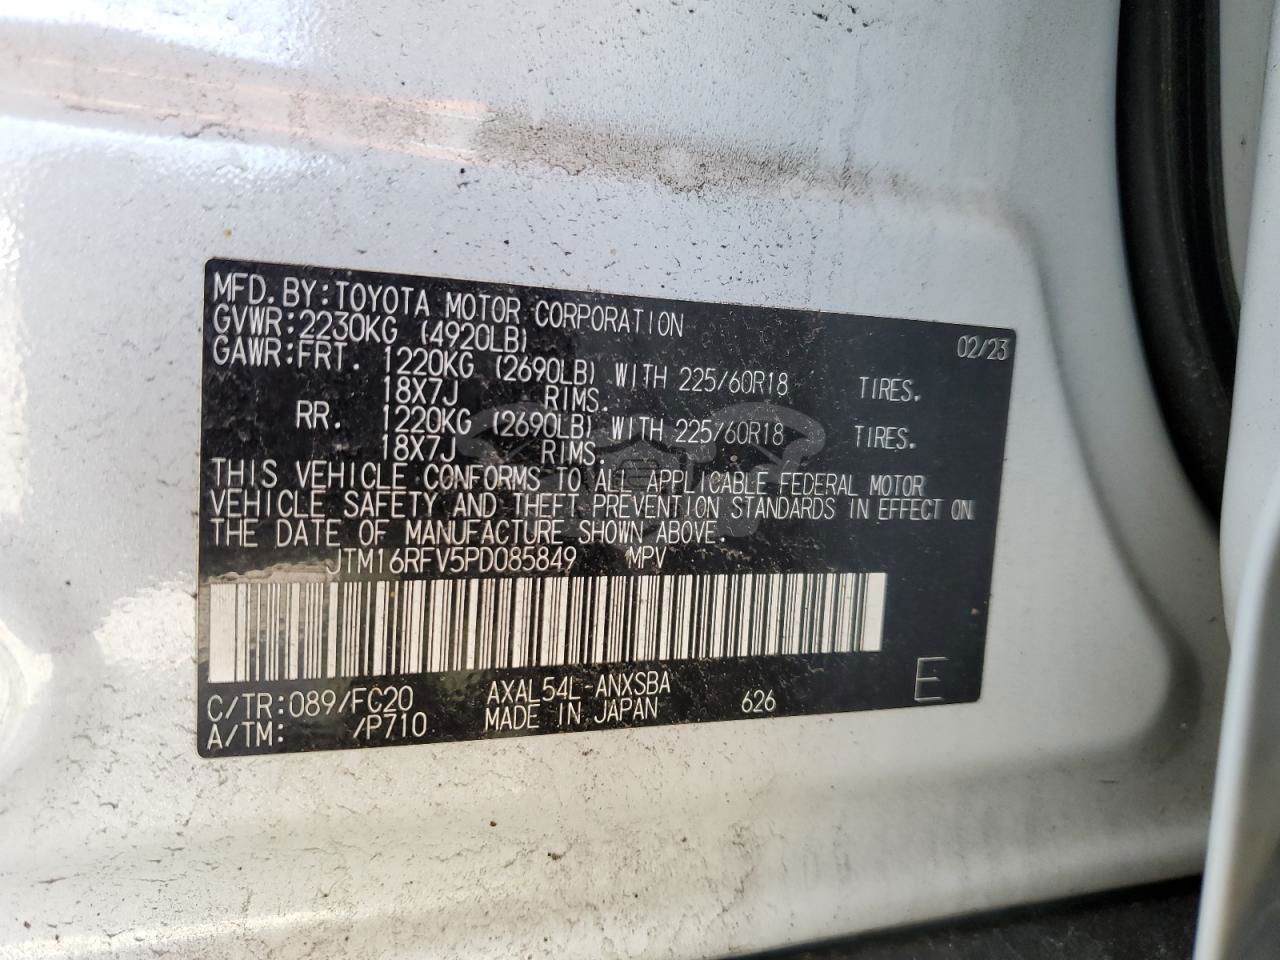 MFD.BY:TOYOTA MOTOR CORPORATION 02/23
GVWR:2230KG (4920LB)
GAWR:FRT. 1220KG (2690LB) WITH 225/60R18 TIRES.
18X7J RIMS.
RR. 1220KG (2690LB) WITH 225/60R18 TIRES.
18X7J RIMS.
THIS VEHICLE CONFORMS TO ALL APPLICABLE FEDERAL MOTOR
VEHICLE SAFETY AND THEFT PREVENTION STANDARDS IN EFFECT ON
THE DATE OF MANUFACTURE SHOWN ABOVE.
JTM16RFV5PD085849 MPV
C/TR:089/FC20 AXAL54L-ANXSBA 626 E
A/TM: /P710 MADE IN JAPAN